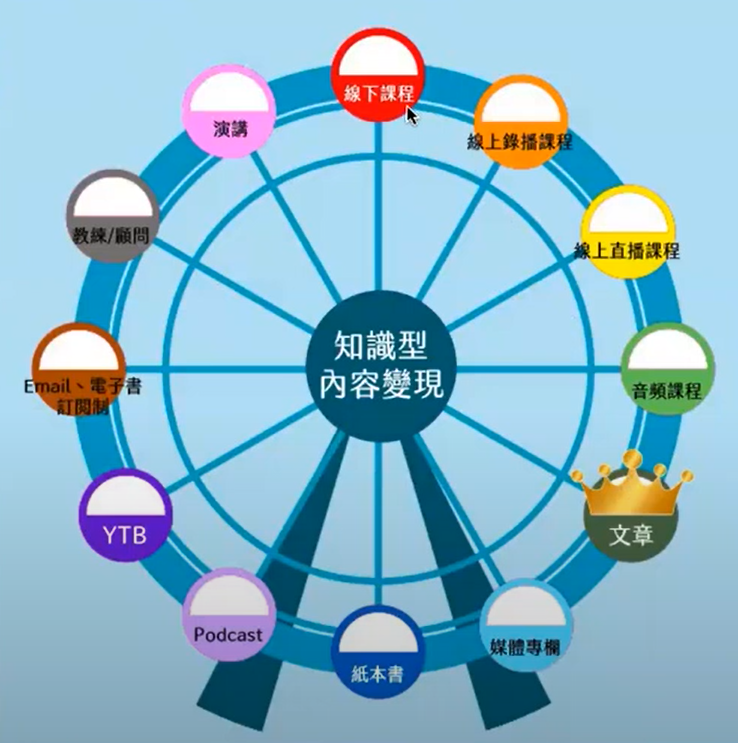 線下課程
線上錄播課程
線上直播課程
音頻課程
文章
媒體專欄
紙本書
Podcast
YTB
Email、電子書
訂閱制
教練/顧問
演講
知識型
內容變現